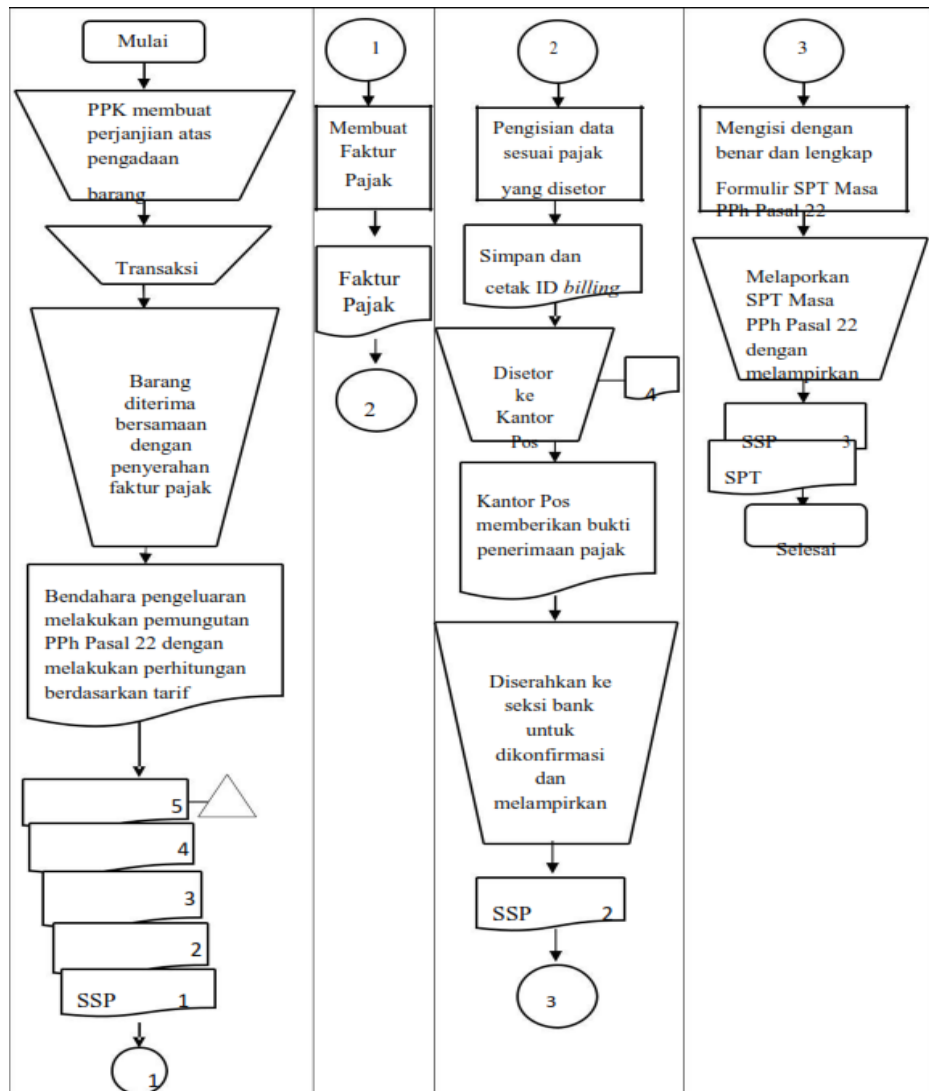 Mulai
PPK membuat
perjanjian atas
pengadaan
barang
Transaksi
Barang
diterima
bersamaan
dengan
penyerahan
faktur pajak
Bendahara pengeluaran
melakukan pemungutan
PPh Pasal 22 dengan
melakukan perhitungan
berdasarkan tarif
5
4
3
2
SSP 1
1
1
Membuat
Faktur
Pajak
Faktur
Pajak
2
2
Pengisian data
sesuai pajak
yang disetor
Simpan dan
cetak ID billing
Disetor
ke
Kantor
Pos
4
Kantor Pos
memberikan bukti
penerimaan pajak
Diserahkan ke
seksi bank
untuk
dikonfirmasi
dan
melampirkan
SSP 2
3
3
Mengisi dengan
benar dan lengkap
Formulir SPT Masa
PPh Pasal 22
Melaporkan
SPT Masa
PPh Pasal 22
dengan
melampirkan
SSP 3
SPT
Selesai